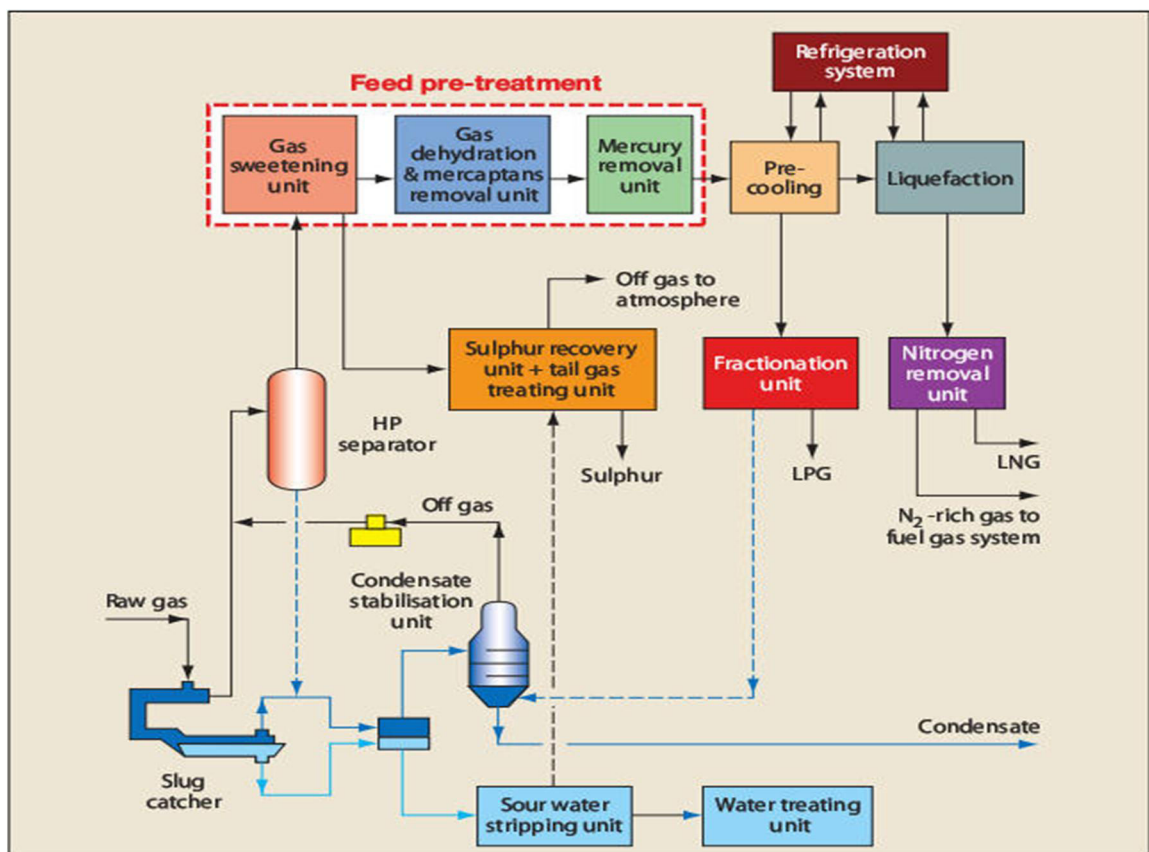 Refrigeration
system
Feed pre-treatment
Gas
sweetening
unit
Gas
dehydration
& mercaptans
removal unit
Mercury
removal
unit
Pre-
cooling
Liquefaction
Off gas to
atmosphere
Sulphur recovery
unit + tail gas
treating unit
Fractionation
unit
Nitrogen
removal
unit
HP
separator
Sulphur
LPG
LNG
Off gas
N2 -rich gas to
fuel gas system
Condensate
stabilisation
unit
Raw gas
Condensate
Slug
catcher
Sour water
stripping unit
Water treating
unit